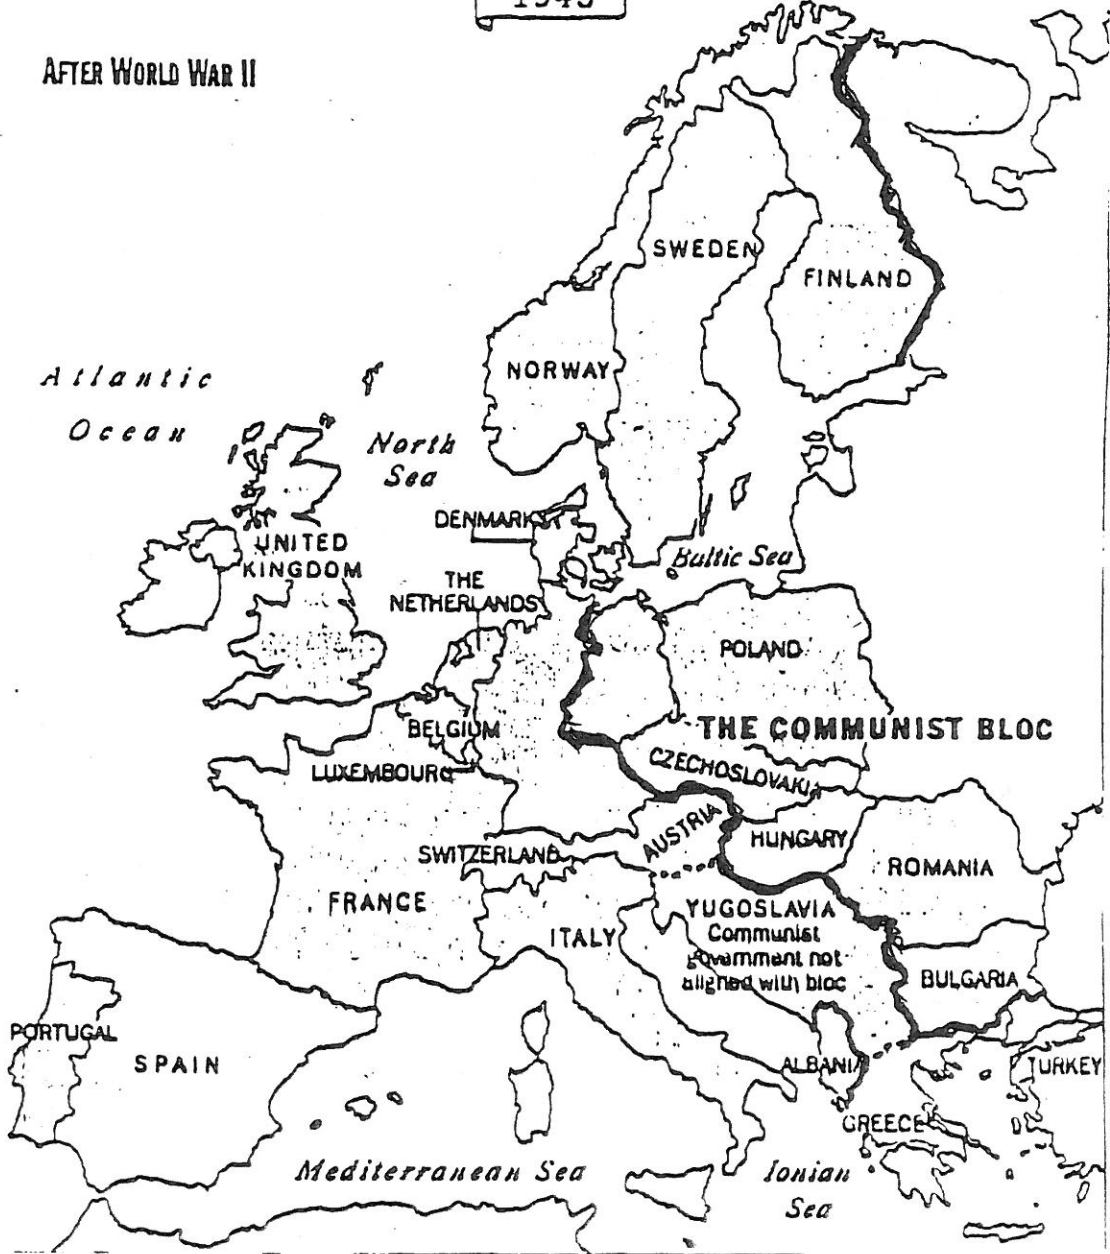 1945
AFTER WORLD WAR II
SWEDEN
FINLAND
NORWAY
Atlantic
Ocean
North
Sea
DENMARK
UNITED
KINGDOM
Baltic Sea
THE
NETHERLANDS
POLAND
BELGIUM
THE COMMUNIST BLOC
LUXEMBOURG
CZECHOSLOVAKIA
AUSTRIA
HUNGARY
SWITZERLAND
ROMANIA
FRANCE
YUGOSLAVIA
Communist
government not
aligned with bloc
ITALY
BULGARIA
PORTUGAL
SPAIN
ALBANIA
TURKEY
GREECE
Mediterranean Sea
Ionian
Sea